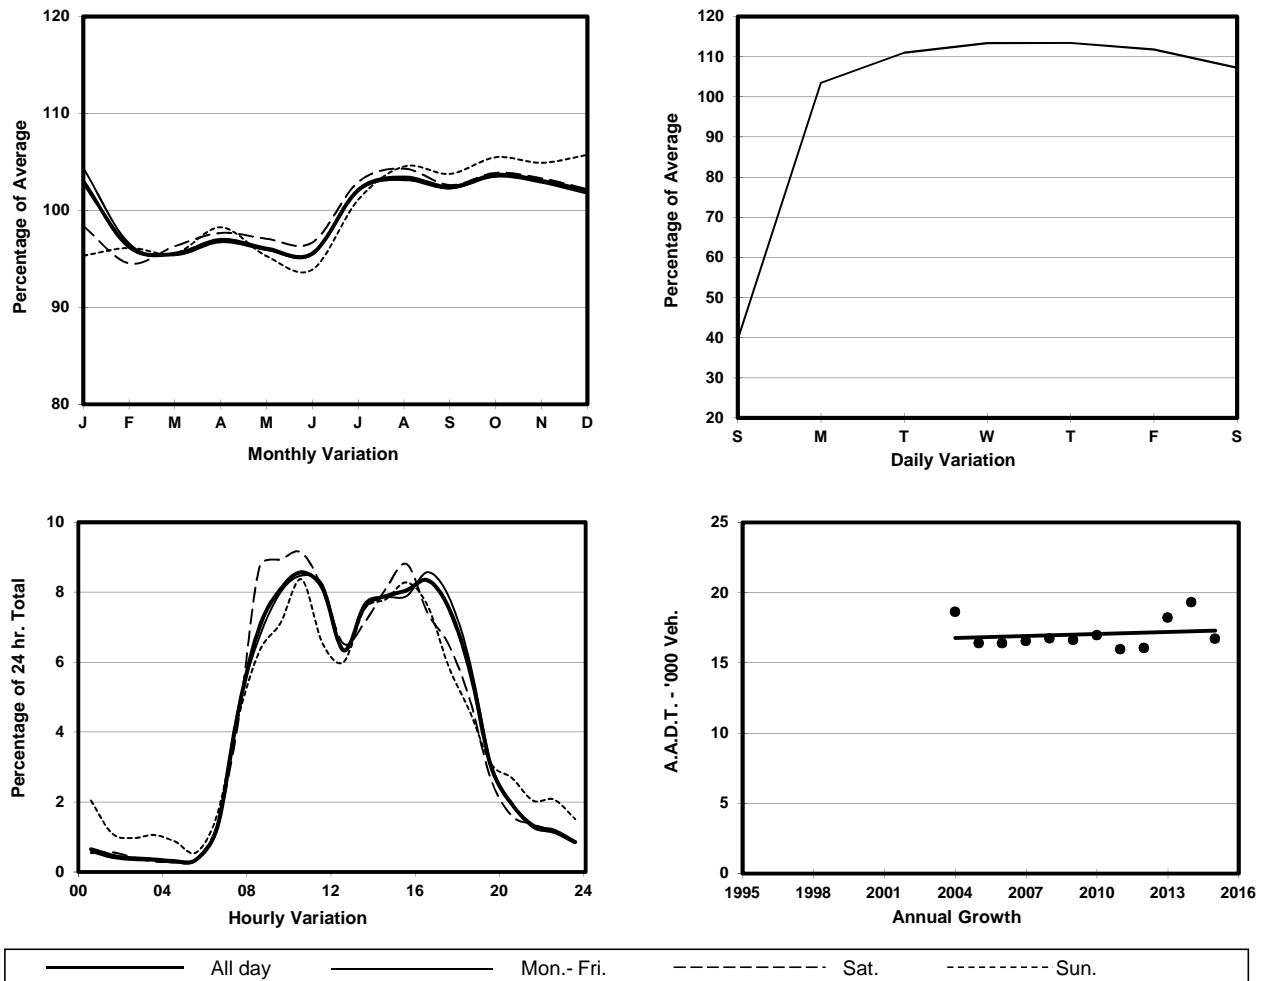 120
110
100
90
80
Percentage of Average
J F M A M J J A S O N D
Monthly Variation
120
110
100
90
80
70
60
50
40
30
20
Percentage of Average
S M T W T F S
Daily Variation
10
8
6
4
2
0
Percentage of 24 hr. Total
00 04 08 12 16 20 24
Hourly Variation
25
20
15
10
5
0
A.A.D.T. - '000 Veh.
1995 1998 2001 2004 2007 2010 2013 2016
Annual Growth
All day Mon.- Fri. Sat. Sun.